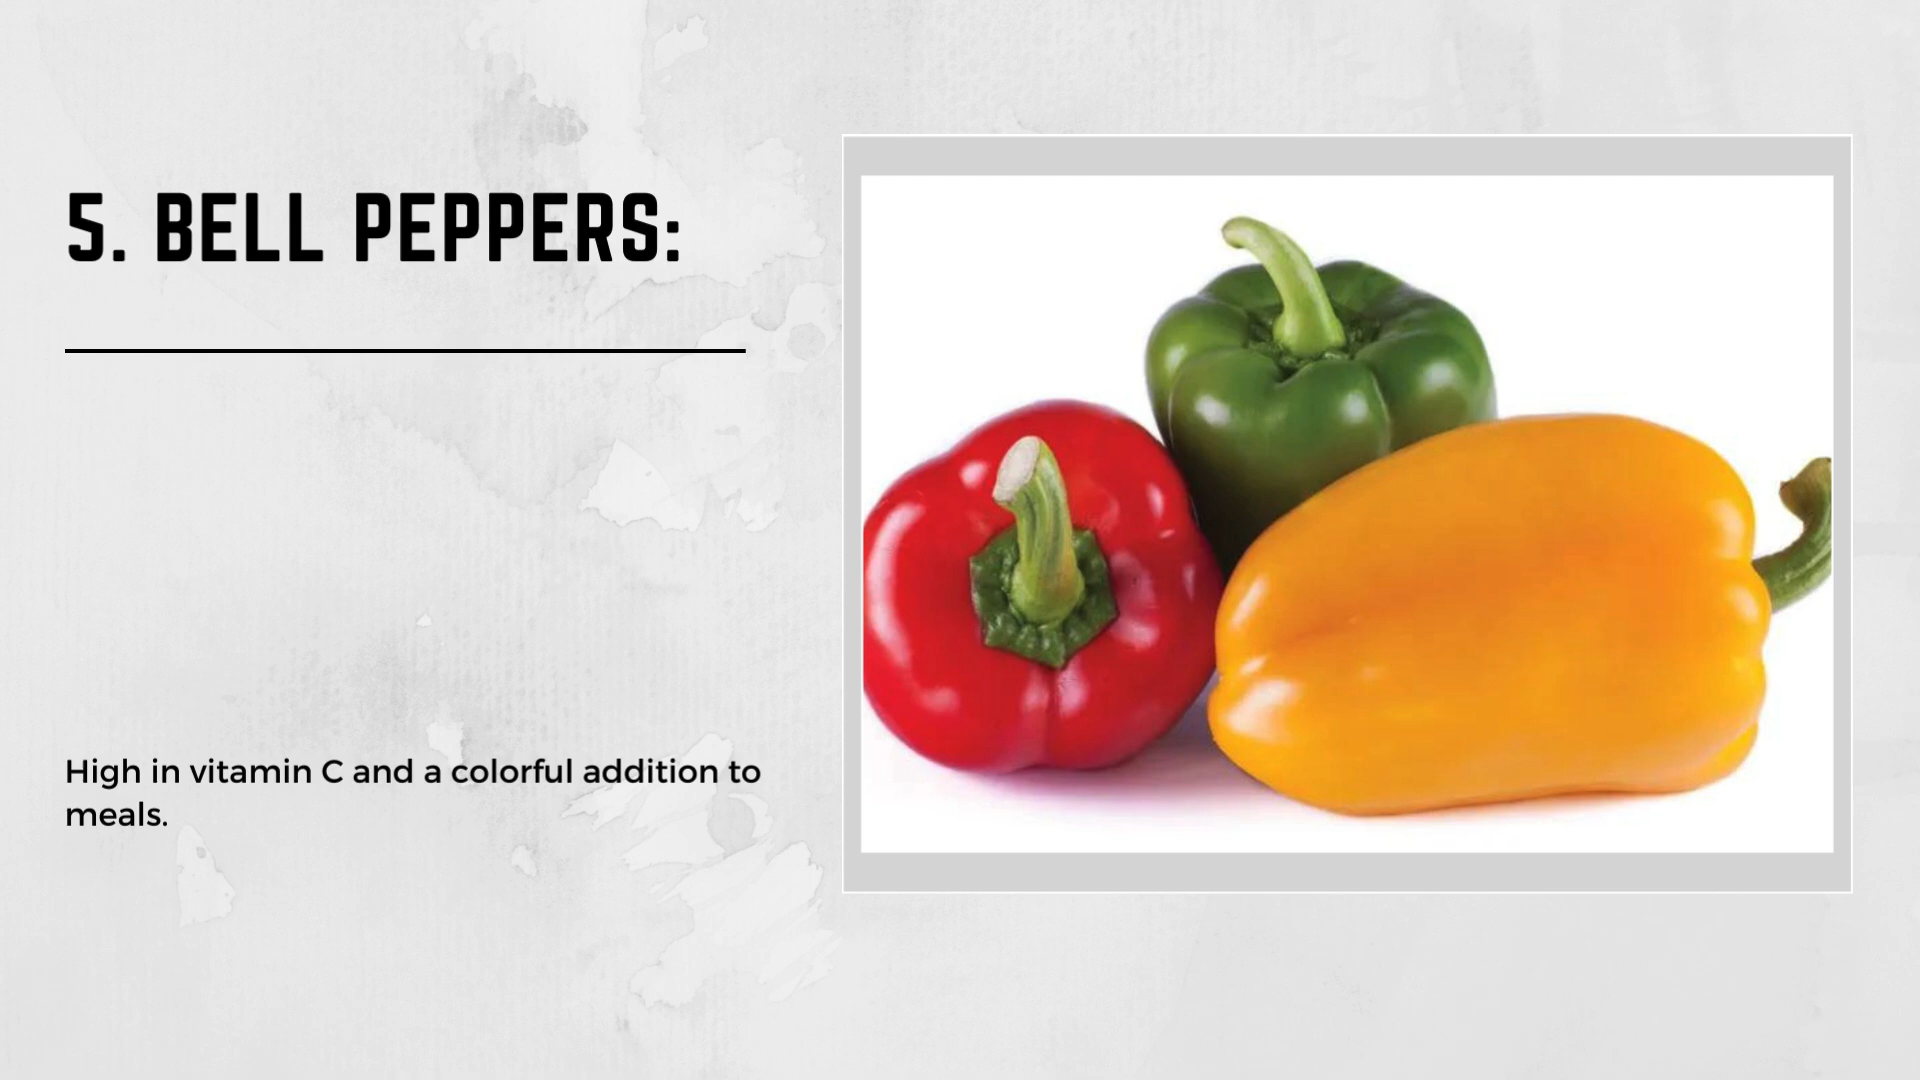 5. BELL PEPPERS:
High in vitamin C and a colorful addition to
meals.